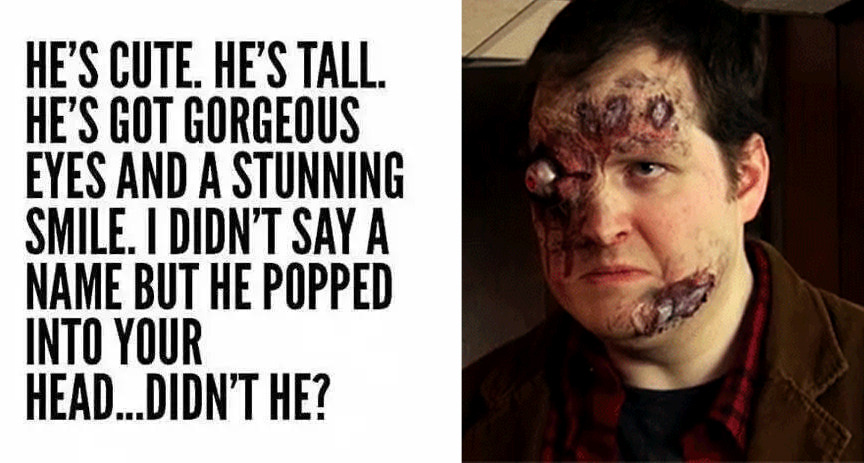 HE'S CUTE. HE'S TALL.
HE'S GOT GORGEOUS
EYES AND A STUNNING
SMILE. I DIDN'T SAY A
NAME BUT HE POPPED
INTO YOUR
HEAD...DIDN'T HE?